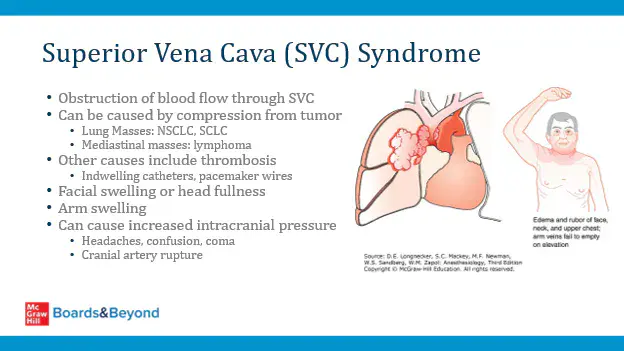 Superior Vena Cava (SVC) Syndrome
• Obstruction of blood flow through SVC
• Can be caused by compression from tumor
• Lung Masses: NSCLC, SCLC
• Mediastinal masses: lymphoma
• Other causes include thrombosis
• Indwelling catheters, pacemaker wires
• Facial swelling or head fullness
• Arm swelling
• Can cause increased intracranial pressure
• Headaches, confusion, coma
• Cranial artery rupture
Edema and rubor of face,
neck, and upper chest;
arm veins fail to empty
on elevation
Source: D.E. Longnecker, S.C. Mackey, M.F. Newman,
W.S. Sandberg, W.M. Zapol: Anesthesiology, Third Edition
Copyright © McGraw-Hill Education. All rights reserved.
Mc
Graw
Hill
Boards&Beyond